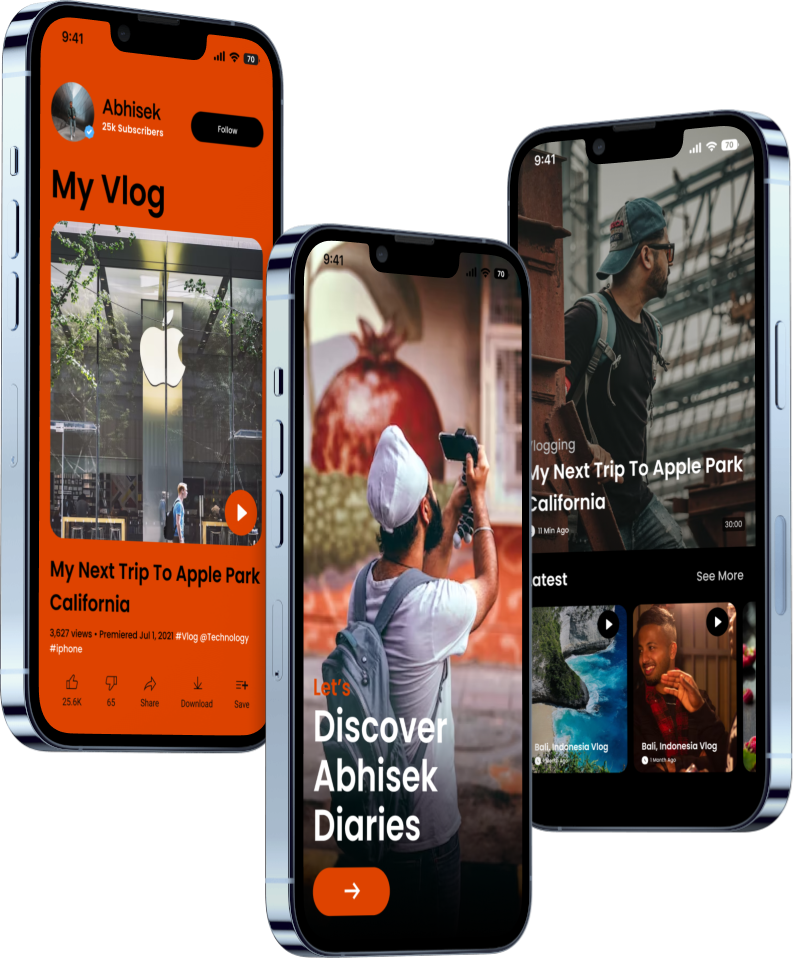 9:41
70
Abhisek
25k Subscribers
Follow
My Vlog
My Next Trip To Apple Park
California
3,627 views • Premiered Jul 1, 2021 #Vlog @Technology
#iphone
25.6K
65
Share
Download
Save
9:41
70
Let's
Discover
Abhisek
Diaries
9:41
70
Vlogging
My Next Trip To Apple Park
California
11 Min Ago
30:00
Latest
See More
Bali, Indonesia Vlog
Bali, Indonesia Vlog
1 Month Ago